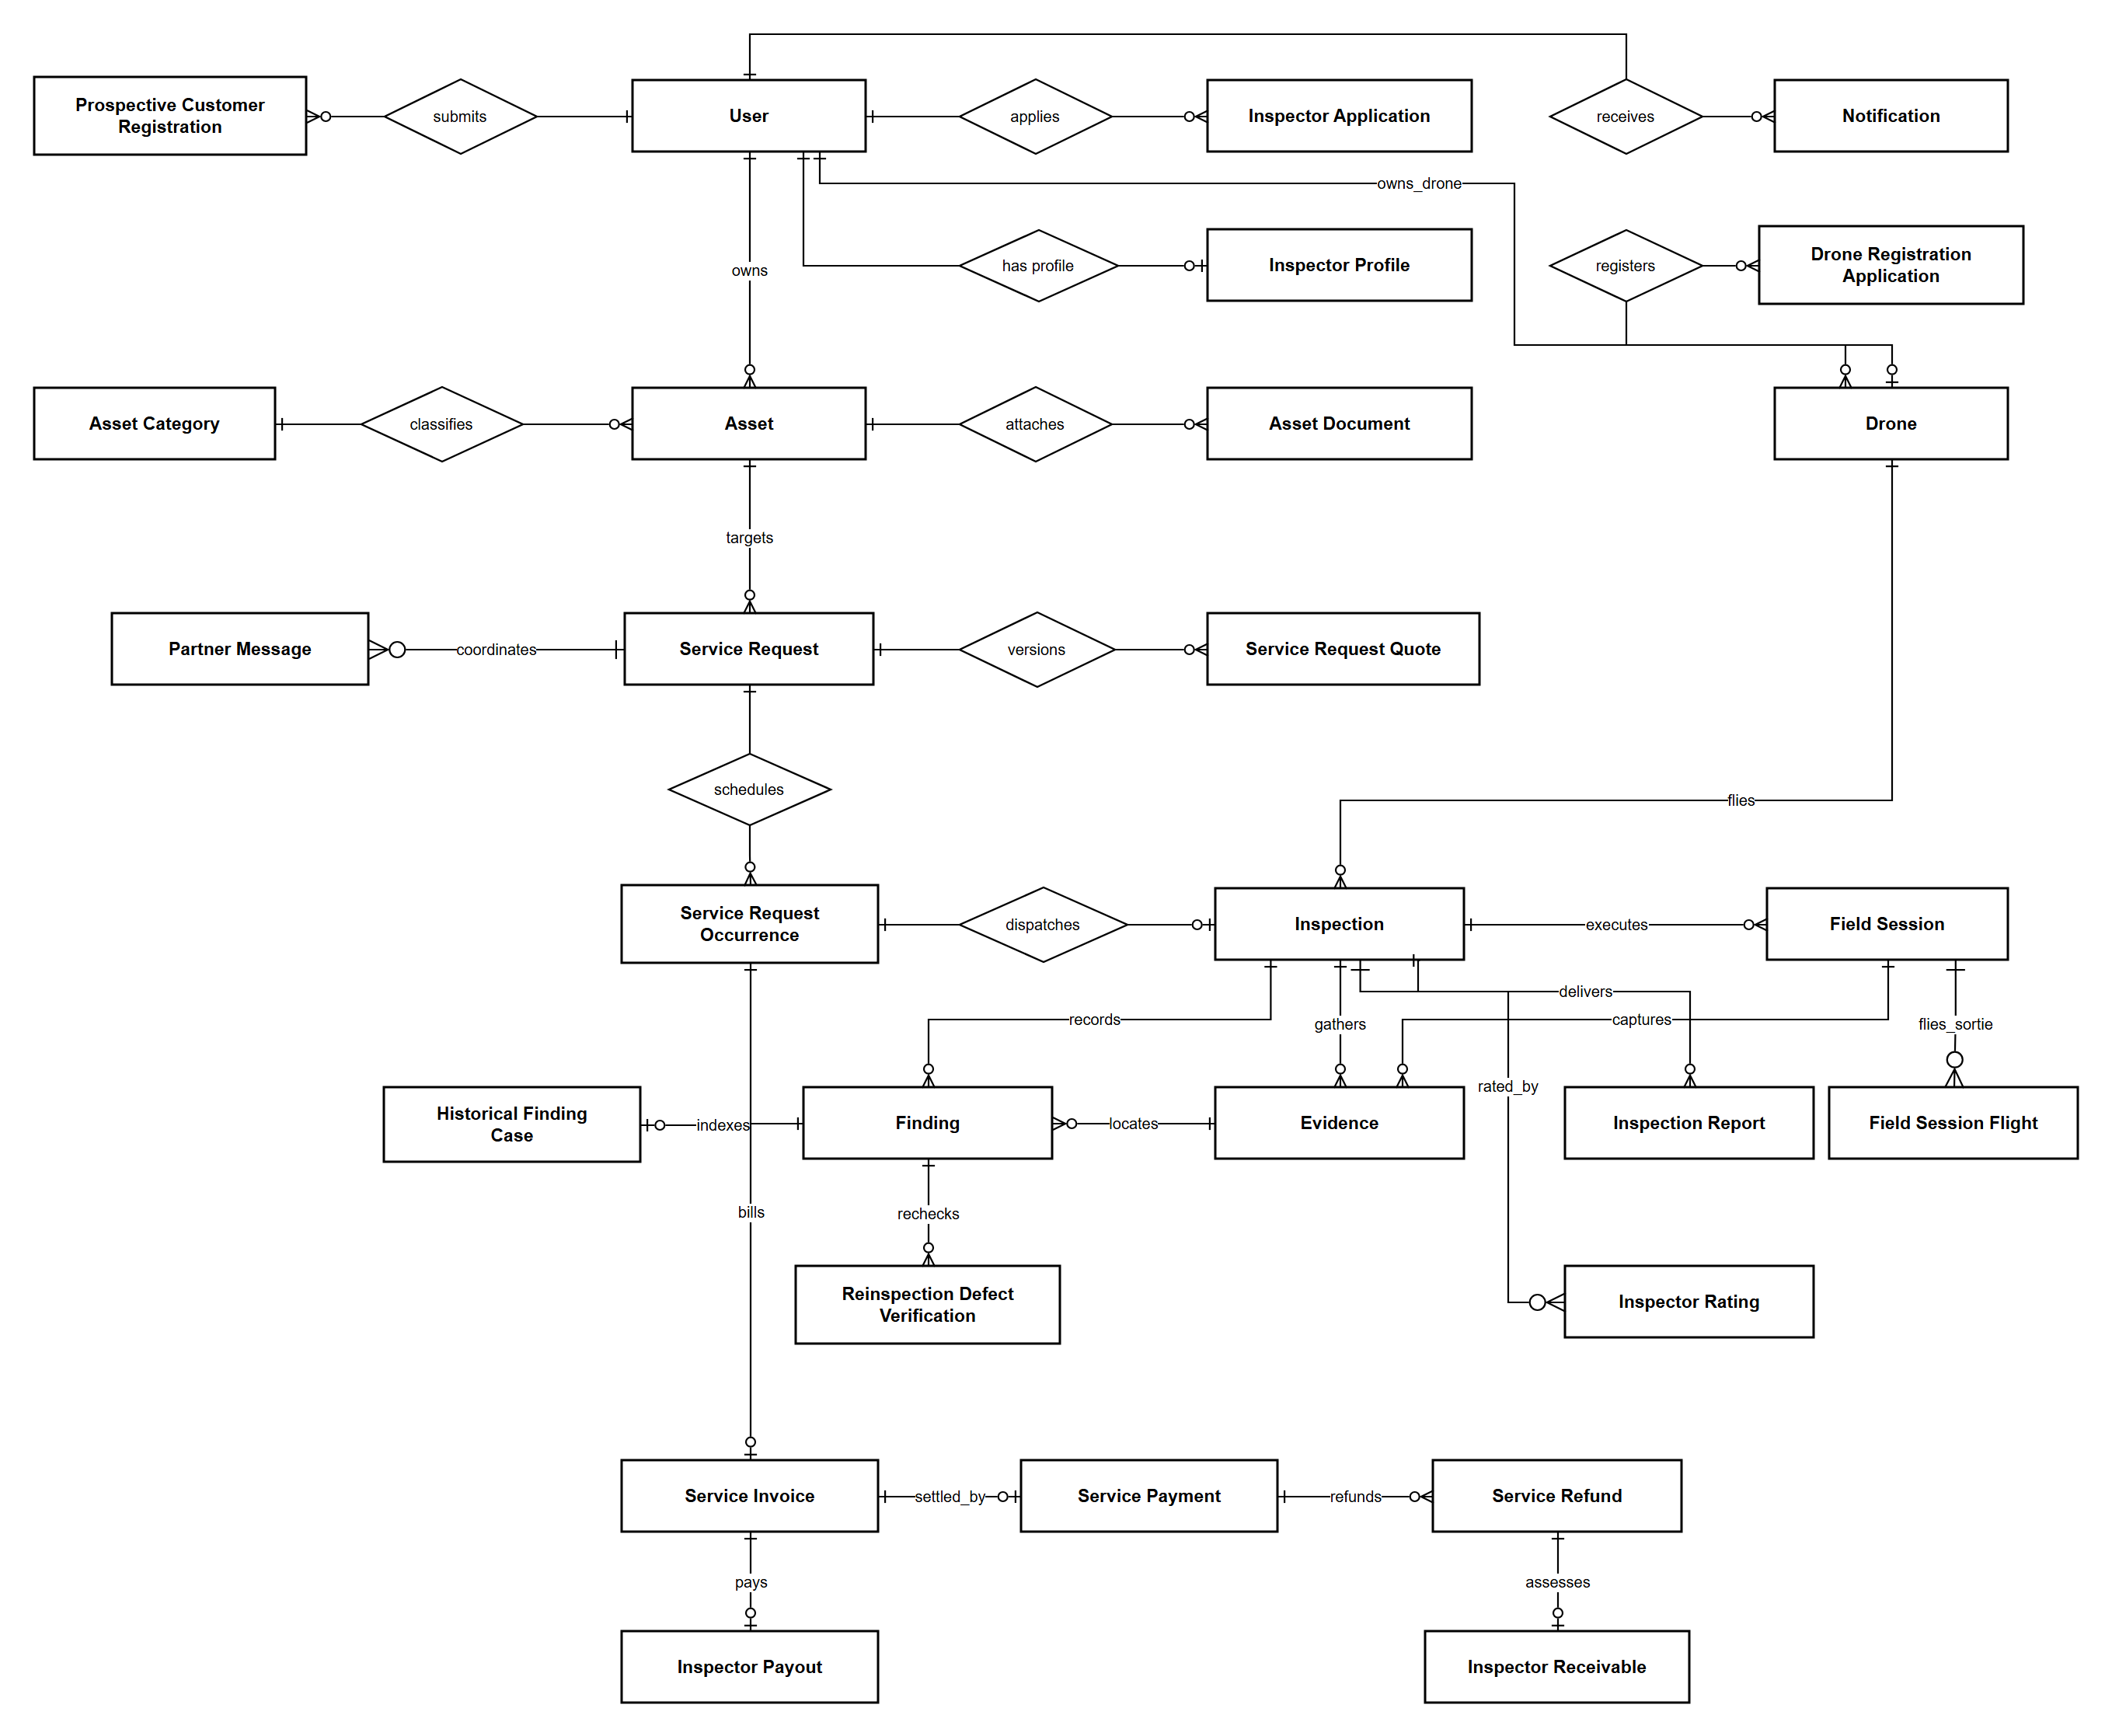 Prospective Customer
Registration
submits
User
applies
Inspector Application
receives
Notification
owns_drone
owns
has profile
Inspector Profile
registers
Drone Registration
Application
Asset Category
classifies
Asset
attaches
Asset Document
Drone
targets
Partner Message
coordinates
Service Request
versions
Service Request Quote
schedules
flies
Service Request
Occurrence
dispatches
Inspection
executes
Field Session
delivers
records
gathers
captures
flies_sortie
rated_by
Historical Finding
Case
indexes
Finding
locates
Evidence
Inspection Report
Field Session Flight
bills
rechecks
Reinspection Defect
Verification
Inspector Rating
Service Invoice
settled_by
Service Payment
refunds
Service Refund
pays
assesses
Inspector Payout
Inspector Receivable